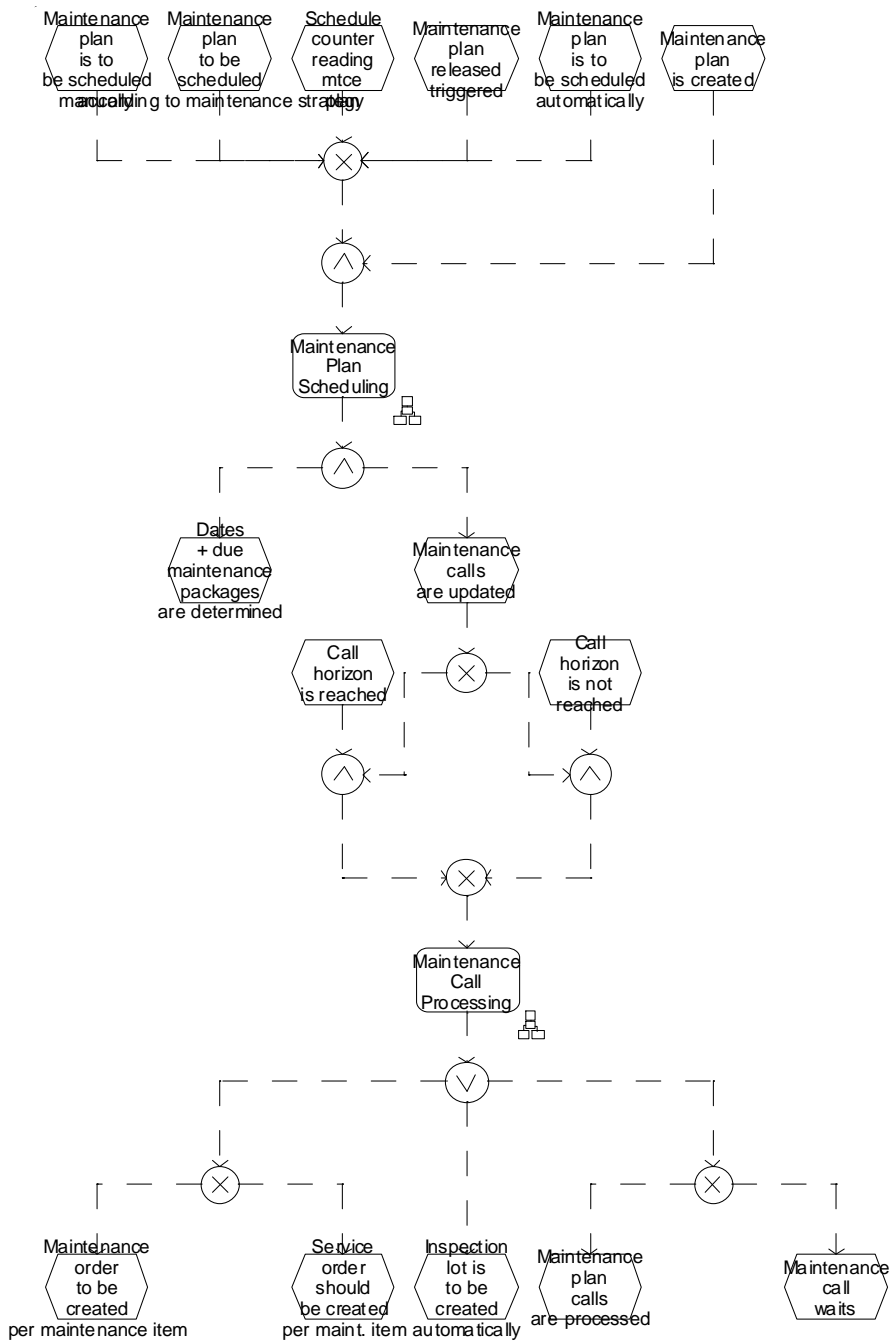 Maintenance
plan
is to
be scheduled
manually
Maintenance
plan
to be
scheduled
according to maintenance strategy
Schedule
counter
reading
mtce
plan
Maintenance
plan
released
triggered
Maintenance
plan
is to
be scheduled
automatically
Maintenance
plan
is created
Maintenance
Plan
Scheduling
Dates
+ due
maintenance
packages
are determined
Maintenance
calls
are updated
Call
horizon
is reached
Call
horizon
is not
reached
Maintenance
Call
Processing
Maintenance
order
to be
created
per maintenance item
Service
order
should
be created
per maint. item
Inspection
lot is
to be
created
automatically
Maintenance
plan
calls
are processed
Maintenance
call
waits